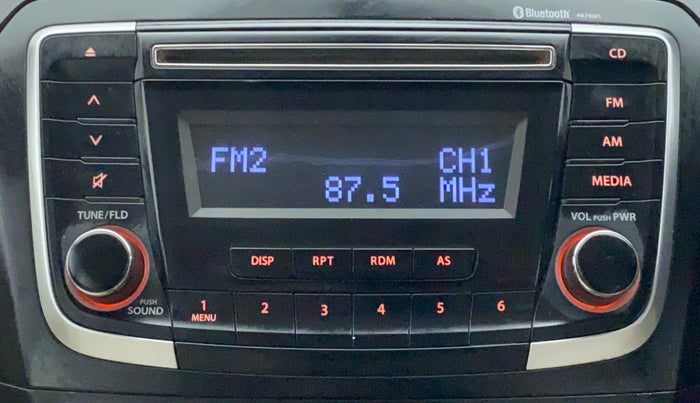 Bluetooth PA7SM1
CD
FM
AM
MEDIA
FM2 CH1
87.5 MHz
TUNE/FLD
VOL PUSH PWR
DISP RPT RDM AS
PUSH
SOUND
1 2 3 4 5 6
MENU